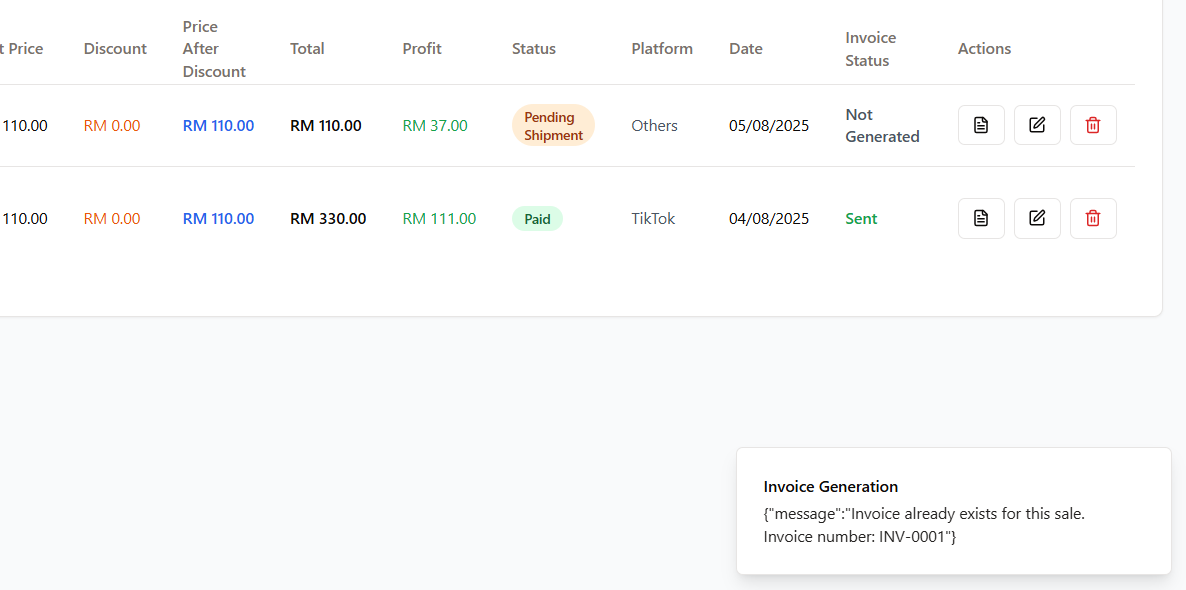 t Price Discount Price After Discount Total Profit Status Platform Date Invoice Status Actions
110.00 RM 0.00 RM 110.00 RM 110.00 RM 37.00 Pending Shipment Others 05/08/2025 Not Generated
110.00 RM 0.00 RM 110.00 RM 330.00 RM 111.00 Paid TikTok 04/08/2025 Sent
Invoice Generation
{"message":"Invoice already exists for this sale.
Invoice number: INV-0001"}